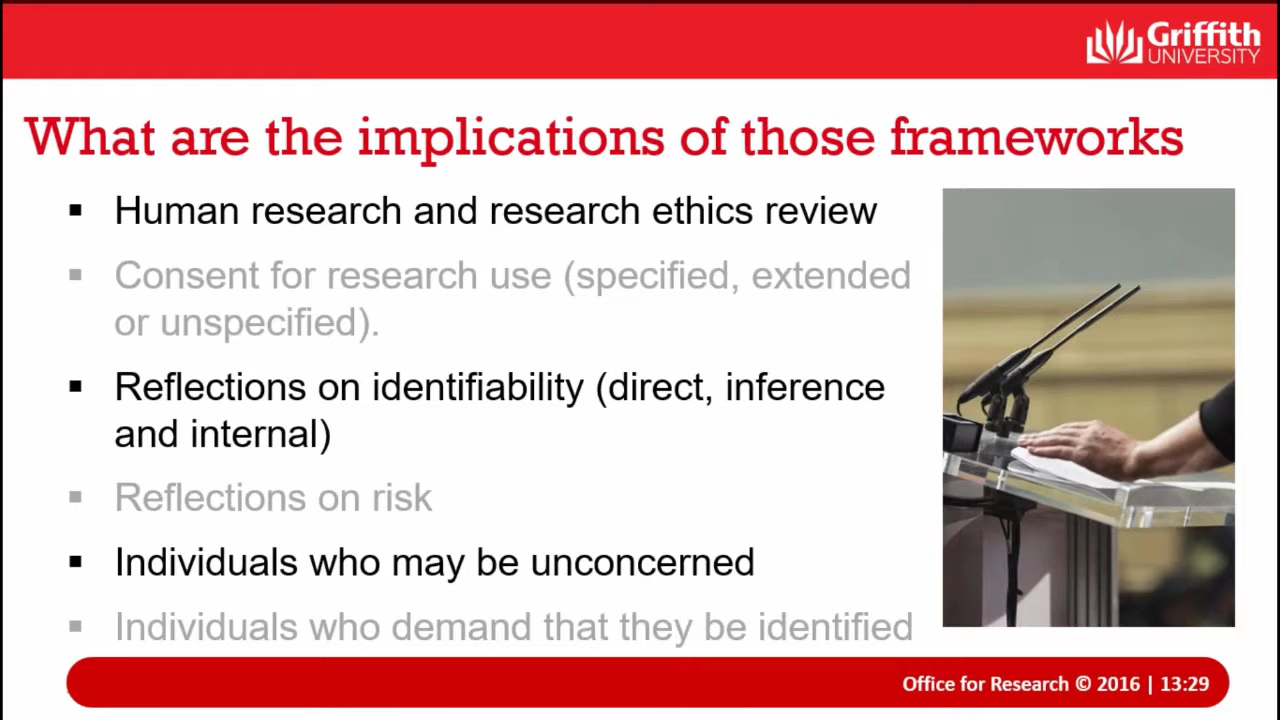 Griffith
UNIVERSITY
What are the implications of those frameworks
▪ Human research and research ethics review
▪ Consent for research use (specified, extended
or unspecified).
▪ Reflections on identifiability (direct, inference
and internal)
▪ Reflections on risk
▪ Individuals who may be unconcerned
▪ Individuals who demand that they be identified
Office for Research © 2016 | 13:29